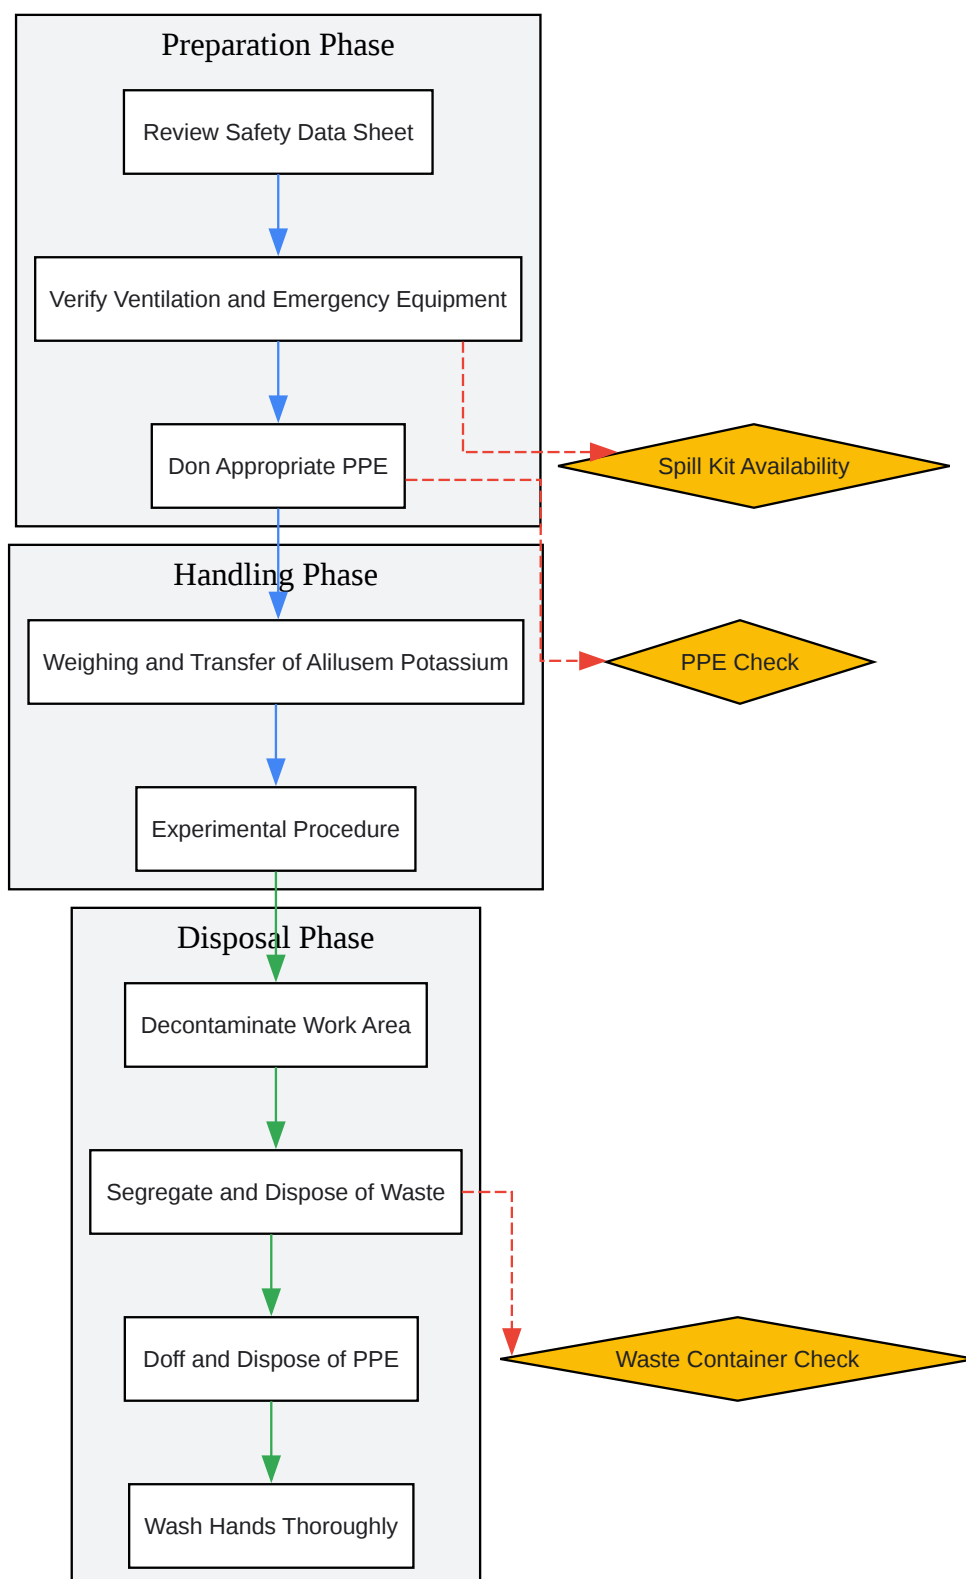 Preparation Phase
Review Safety Data Sheet
Verify Ventilation and Emergency Equipment
Don Appropriate PPE
Spill Kit Availability
Handling Phase
Weighing and Transfer of Alilusem Potassium
PPE Check
Experimental Procedure
Disposal Phase
Decontaminate Work Area
Segregate and Dispose of Waste
Doff and Dispose of PPE
Waste Container Check
Wash Hands Thoroughly